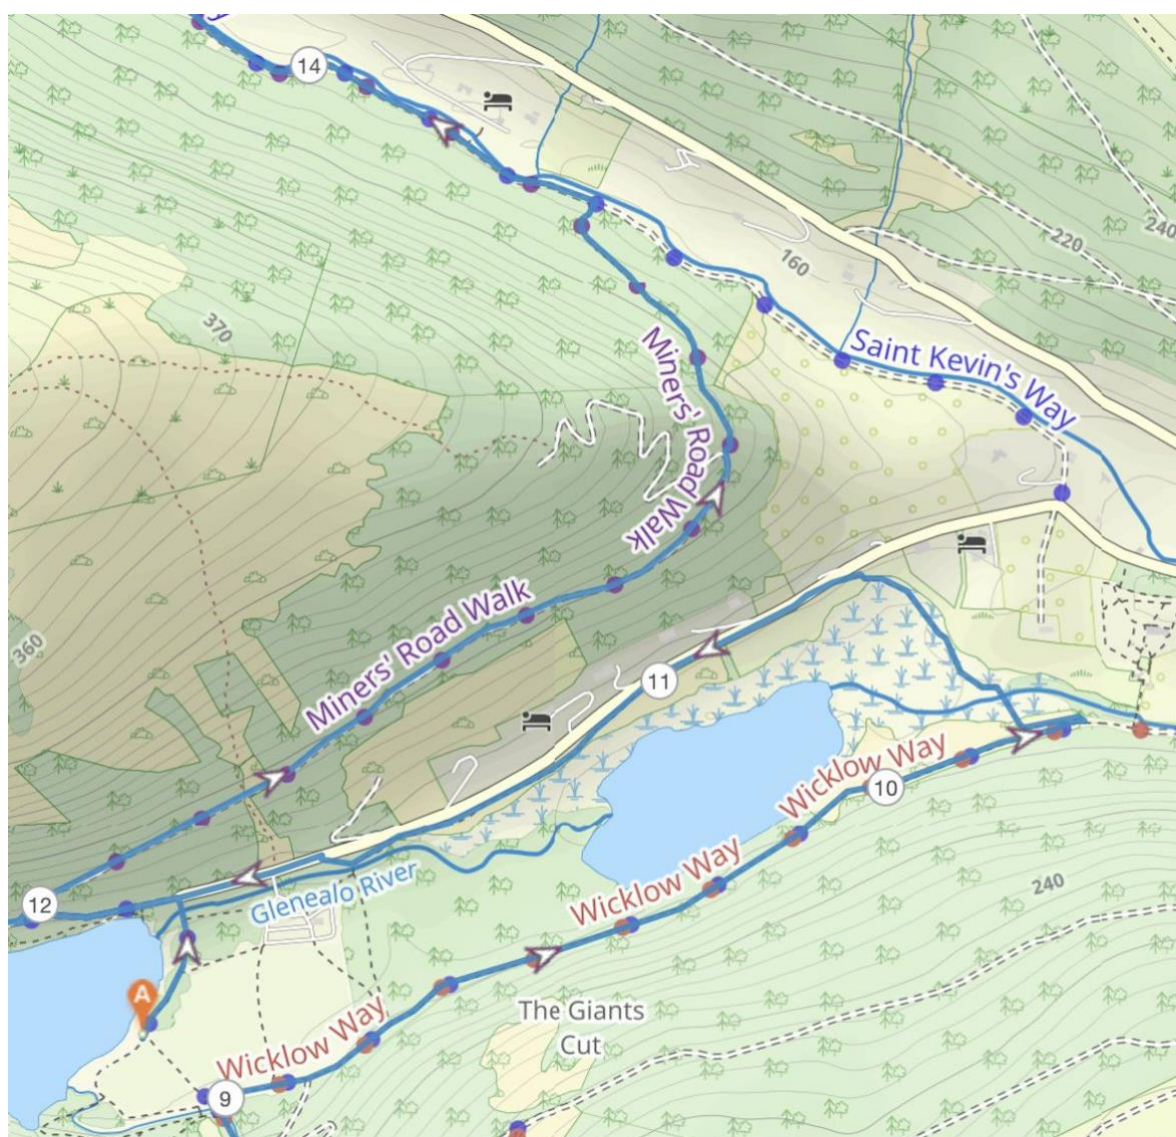 14
240
220
160
Saint Kevin's Way
370
Miners' Road Walk
Miners' Road Walk
360
11
Wicklow Way
10
Wicklow Way
240
12
Glenealo River
A
The Giants
Cut
Wicklow Way
9